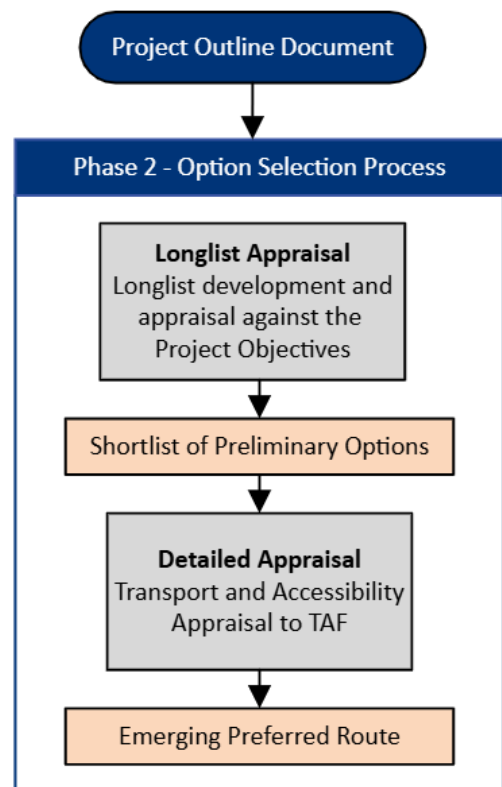 Project Outline Document
Phase 2 - Option Selection Process
Longlist Appraisal
Longlist development and
appraisal against the
Project Objectives
Shortlist of Preliminary Options
Detailed Appraisal
Transport and Accessibility
Appraisal to TAF
Emerging Preferred Route